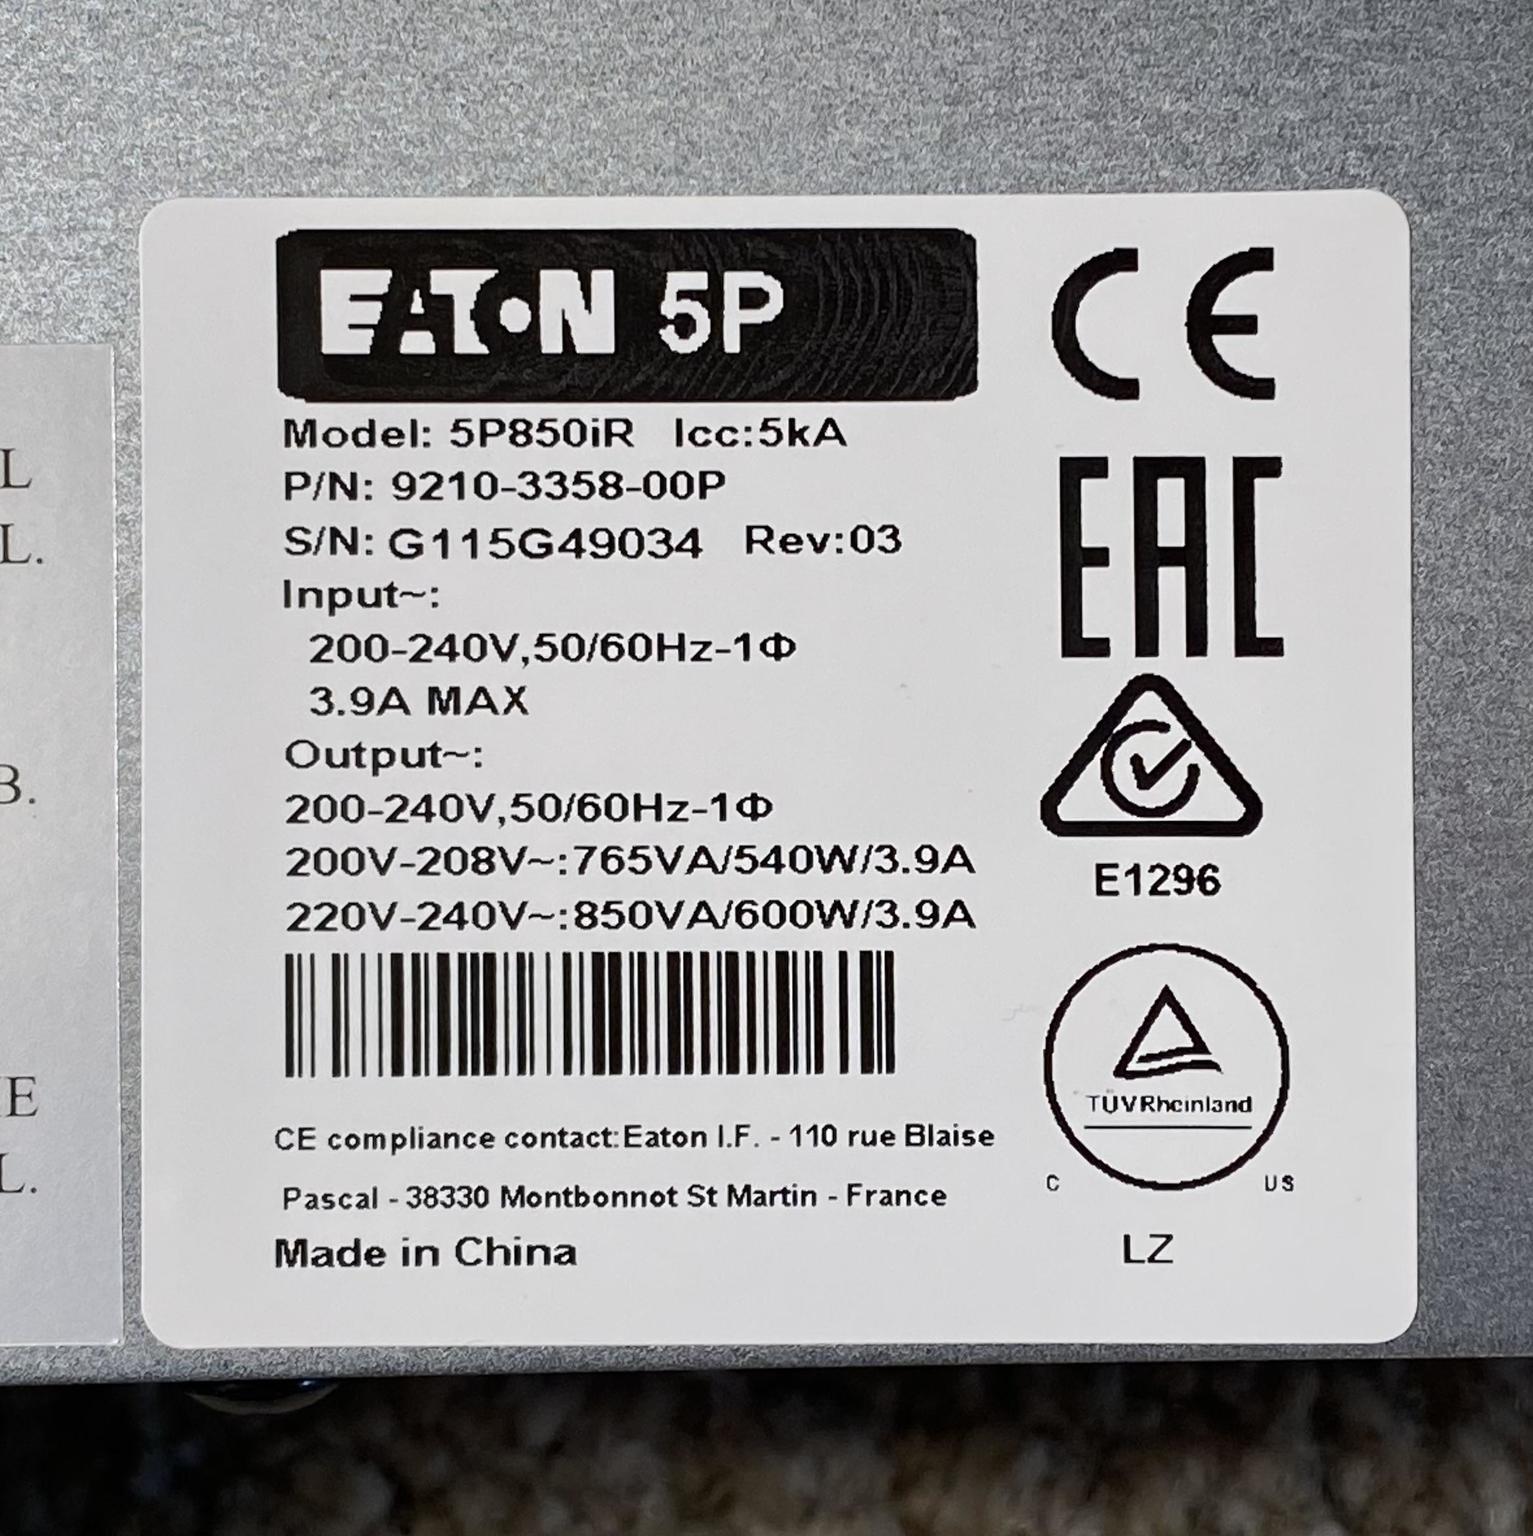 EATON 5P
CE
Model: 5P850iR Icc:5kA
P/N: 9210-3358-00P
S/N: G115G49034 Rev:03
Input~:
200-240V,50/60Hz-1Φ
3.9A MAX
Output~:
200-240V,50/60Hz-1Φ
200V-208V~:765VA/540W/3.9A
220V-240V~:850VA/600W/3.9A
CE compliance contact:Eaton I.F. - 110 rue Blaise
Pascal - 38330 Montbonnot St Martin - France
Made in China
EAC
E1296
TÜVRheinland
C US
LZ
L
L.
B.
E
L.